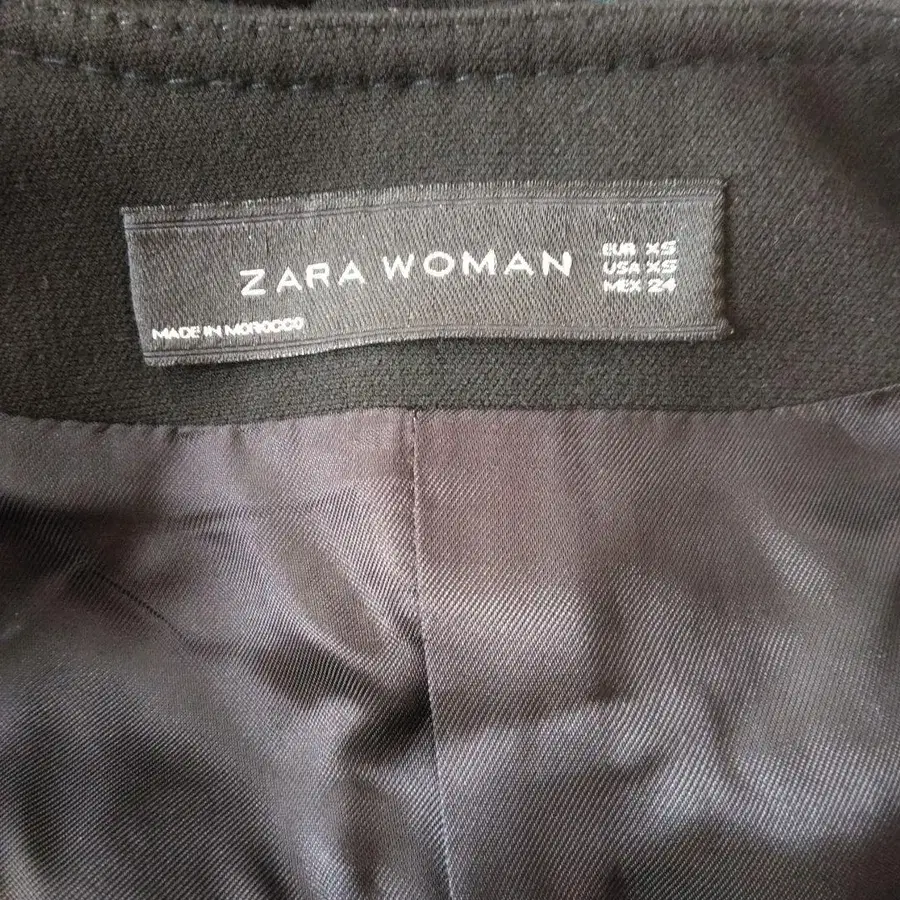 ZARA WOMAN
EUR XS
USA XS
MEX 24
MADE IN MOROCCO